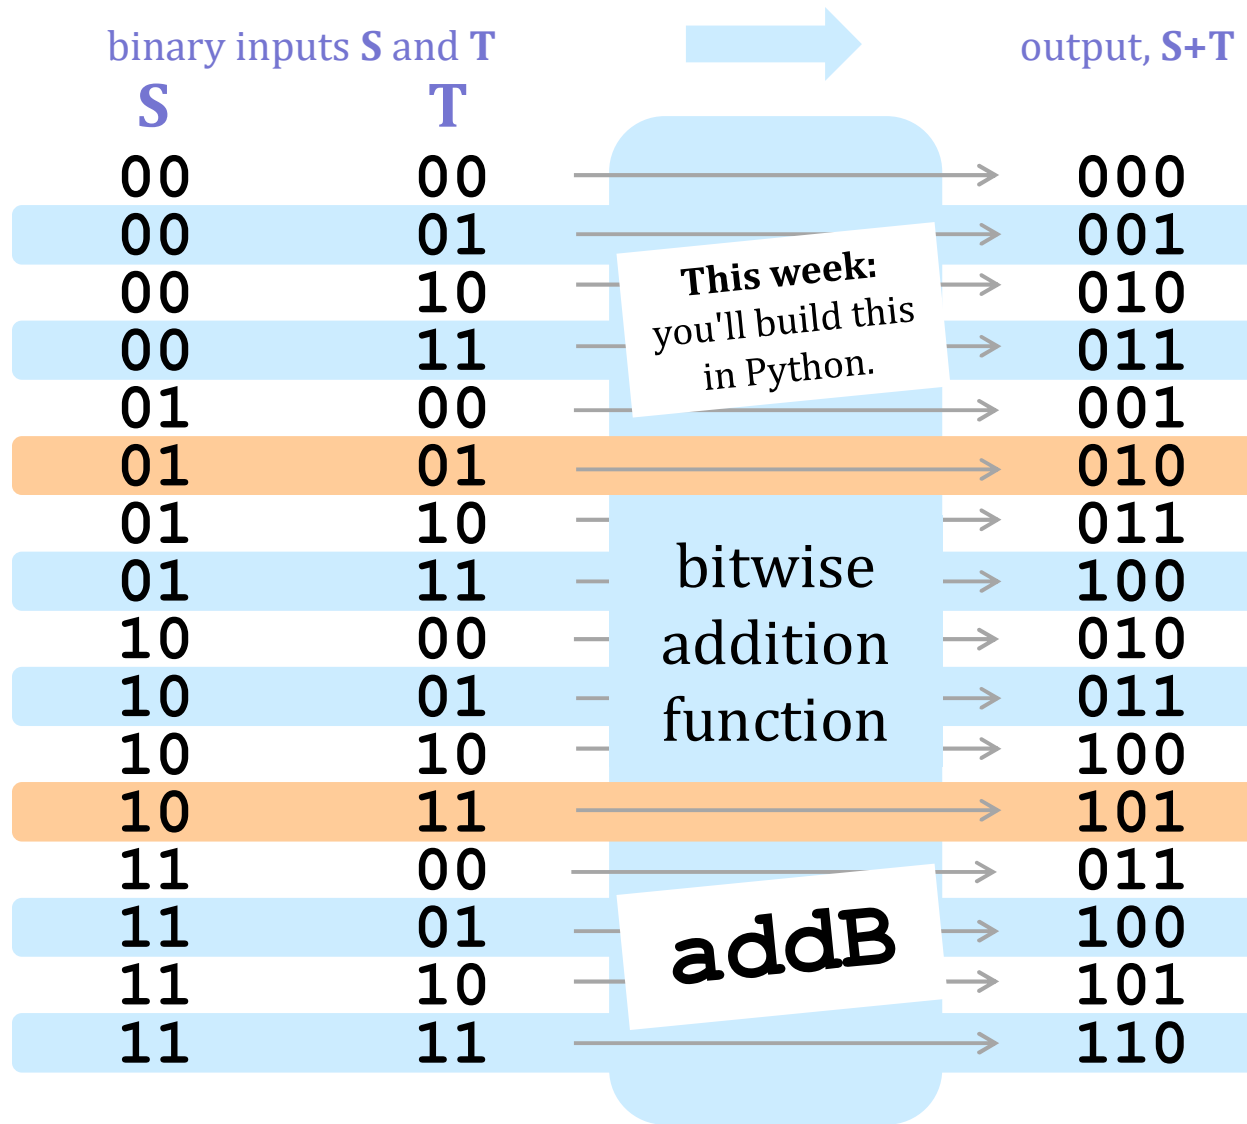 binary inputs S and T output, S+T
S T
00 00 000
00 01 001
00 10 010
00 11 011
01 00 001
01 01 010
01 10 011
01 11 100
10 00 010
10 01 011
10 10 100
10 11 101
11 00 011
11 01 100
11 10 101
11 11 110
This week:
you'll build this
in Python.
bitwise
addition
function
addB